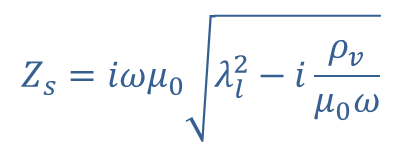 Z_s = iωμ_0 √(λ_l^2 − i ρ_v / (μ_0 ω))